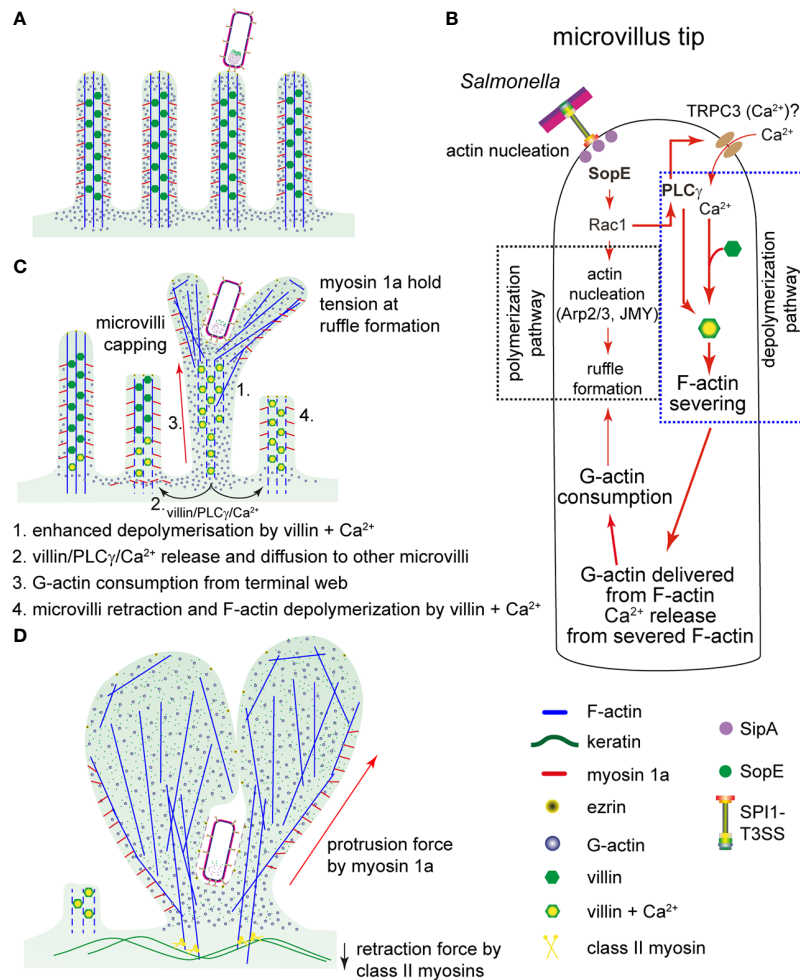 A
B
microvillus tip
Salmonella
actin nucleation
TRPC3 (Ca²⁺)?
Ca²⁺
SopE
PLCγ
Ca²⁺
Rac1
polymerization
pathway
actin
nucleation
(Arp2/3, JMY)
ruffle
formation
depolymerization
pathway
F-actin
severing
G-actin
consumption
G-actin delivered
from F-actin
Ca²⁺ release
from severed F-actin
C
microvilli
capping
myosin 1a hold
tension at
ruffle formation
1.
3.
4.
2.
villin/PLCγ/Ca²⁺
1. enhanced depolymerisation by villin + Ca²⁺
2. villin/PLCγ/Ca²⁺ release and diffusion to other microvilli
3. G-actin consumption from terminal web
4. microvilli retraction and F-actin depolymerization by villin + Ca²⁺
D
protrusion force
by myosin 1a
retraction force by
class II myosins
F-actin
keratin
myosin 1a
ezrin
G-actin
villin
villin + Ca²⁺
class II myosin
SipA
SopE
SPI1-
T3SS